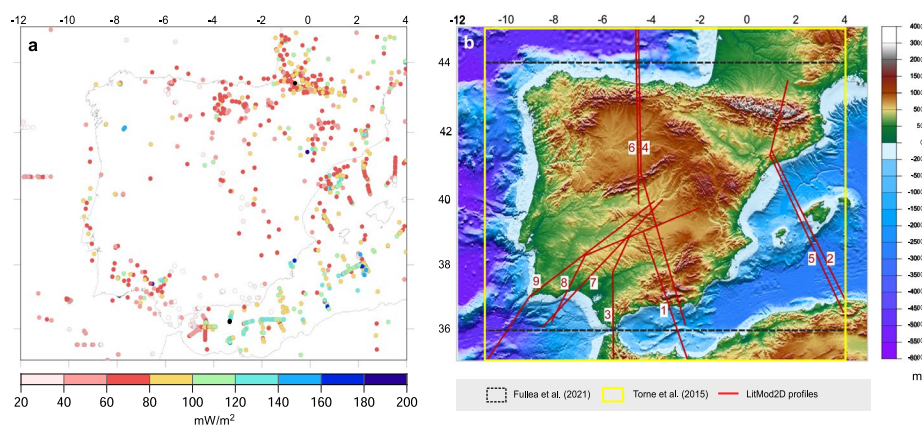 -12 -10 -8 -6 -4 -2 0 2 4
-12 -10 -8 -6 -4 -2 0 2 4
a
b
44
42
40
38
36
6 4
9 8 7
3 1
5 2
20 40 60 80 100 120 140 160 180 200
mW/m²
m
Fullea et al. (2021)
Torne et al. (2015)
LitMod2D profiles